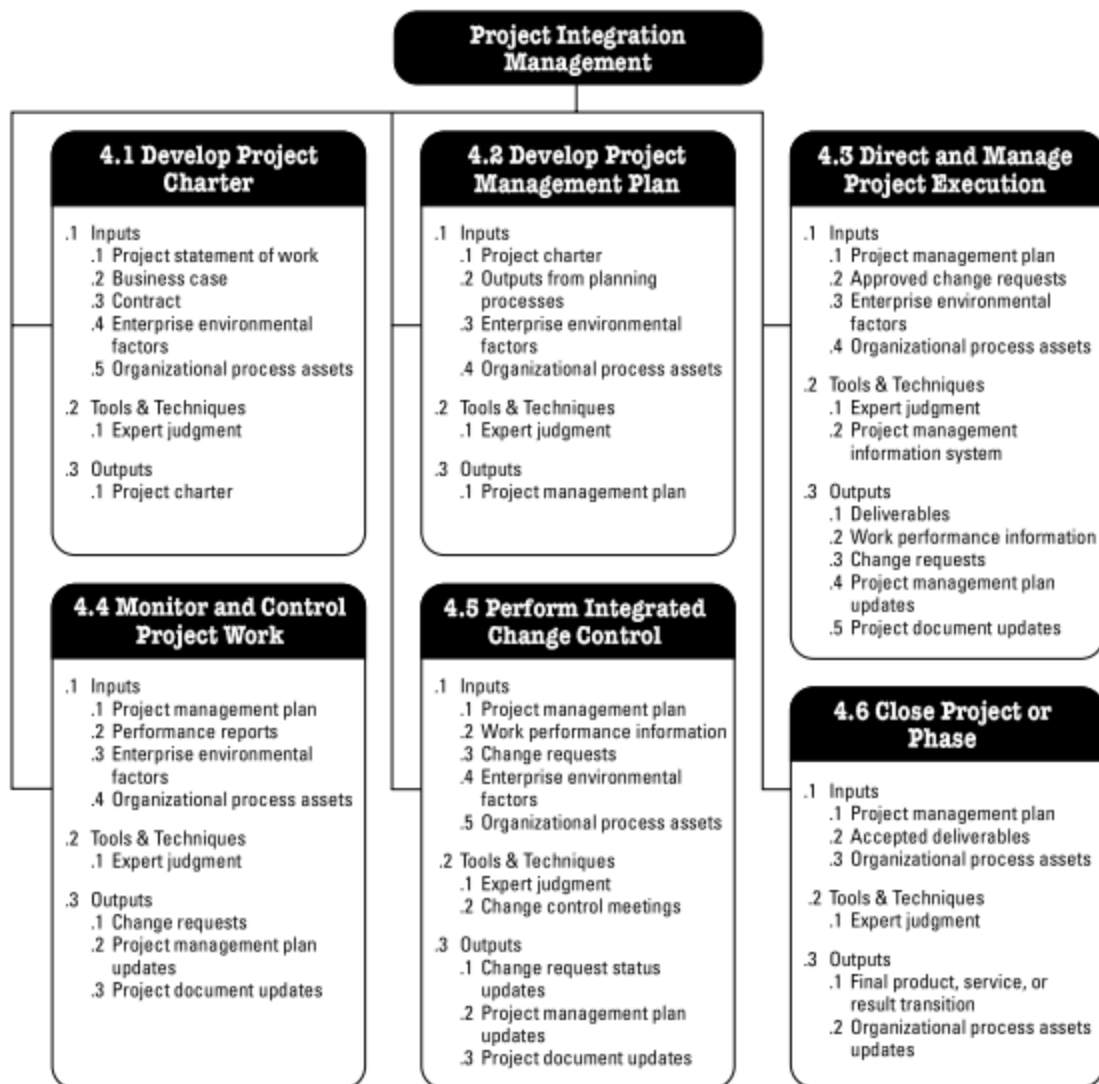 Project Integration
Management
4.1 Develop Project
Charter
.1 Inputs
.1 Project statement of work
.2 Business case
.3 Contract
.4 Enterprise environmental
factors
.5 Organizational process assets
.2 Tools & Techniques
.1 Expert judgment
.3 Outputs
.1 Project charter
4.2 Develop Project
Management Plan
.1 Inputs
.1 Project charter
.2 Outputs from planning
processes
.3 Enterprise environmental
factors
.4 Organizational process assets
.2 Tools & Techniques
.1 Expert judgment
.3 Outputs
.1 Project management plan
4.3 Direct and Manage
Project Execution
.1 Inputs
.1 Project management plan
.2 Approved change requests
.3 Enterprise environmental
factors
.4 Organizational process assets
.2 Tools & Techniques
.1 Expert judgment
.2 Project management
information system
.3 Outputs
.1 Deliverables
.2 Work performance information
.3 Change requests
.4 Project management plan
updates
.5 Project document updates
4.4 Monitor and Control
Project Work
.1 Inputs
.1 Project management plan
.2 Performance reports
.3 Enterprise environmental
factors
.4 Organizational process assets
.2 Tools & Techniques
.1 Expert judgment
.3 Outputs
.1 Change requests
.2 Project management plan
updates
.3 Project document updates
4.5 Perform Integrated
Change Control
.1 Inputs
.1 Project management plan
.2 Work performance information
.3 Change requests
.4 Enterprise environmental
factors
.5 Organizational process assets
.2 Tools & Techniques
.1 Expert judgment
.2 Change control meetings
.3 Outputs
.1 Change request status
updates
.2 Project management plan
updates
.3 Project document updates
4.6 Close Project or
Phase
.1 Inputs
.1 Project management plan
.2 Accepted deliverables
.3 Organizational process assets
.2 Tools & Techniques
.1 Expert judgment
.3 Outputs
.1 Final product, service, or
result transition
.2 Organizational process assets
updates